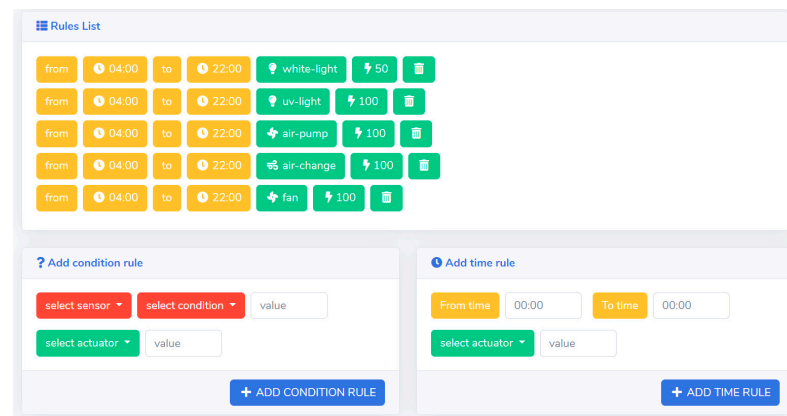 Rules List
from 04:00 to 22:00 white-light 50
from 04:00 to 22:00 uv-light 100
from 04:00 to 22:00 air-pump 100
from 04:00 to 22:00 air-change 100
from 04:00 to 22:00 fan 100
? Add condition rule
select sensor select condition value
select actuator value
+ ADD CONDITION RULE
Add time rule
From time 00:00 To time 00:00
select actuator value
+ ADD TIME RULE